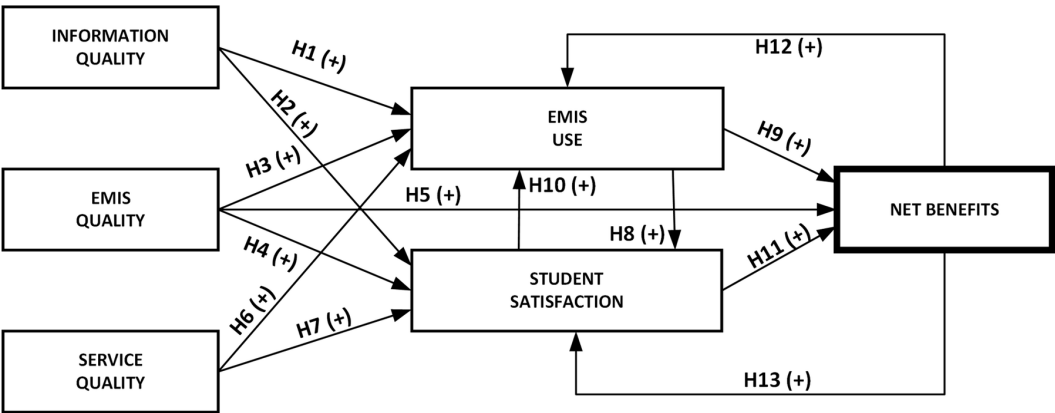 INFORMATION
QUALITY
H1 (+)
H2 (+)
H12 (+)
EMIS
USE
H3 (+)
H9 (+)
EMIS
QUALITY
H5 (+)
H10 (+)
NET BENEFITS
H4 (+)
H8 (+)
H11 (+)
STUDENT
SATISFACTION
H6 (+)
H7 (+)
SERVICE
QUALITY
H13 (+)